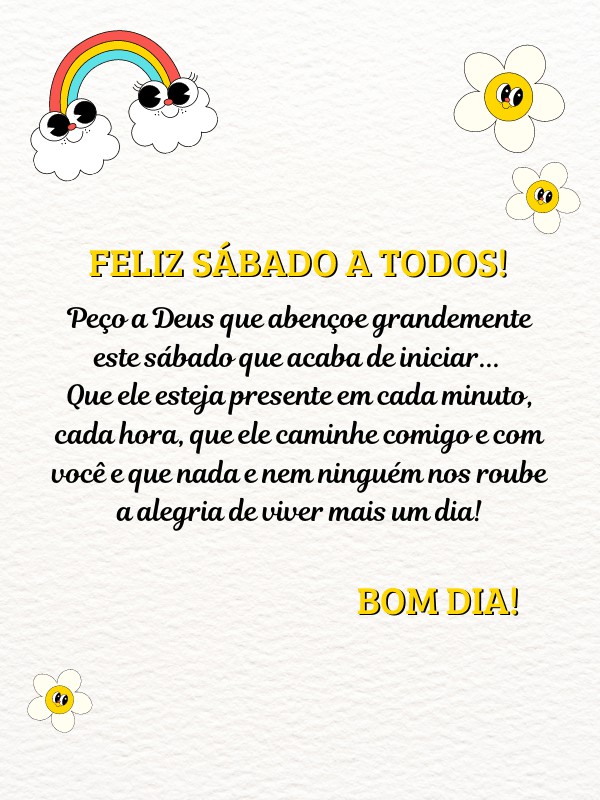 FELIZ SÁBADO A TODOS!
Peço a Deus que abençoe grandemente
este sábado que acaba de iniciar...
Que ele esteja presente em cada minuto,
cada hora, que ele caminhe comigo e com
você e que nada e nem ninguém nos roube
a alegria de viver mais um dia!
BOM DIA!